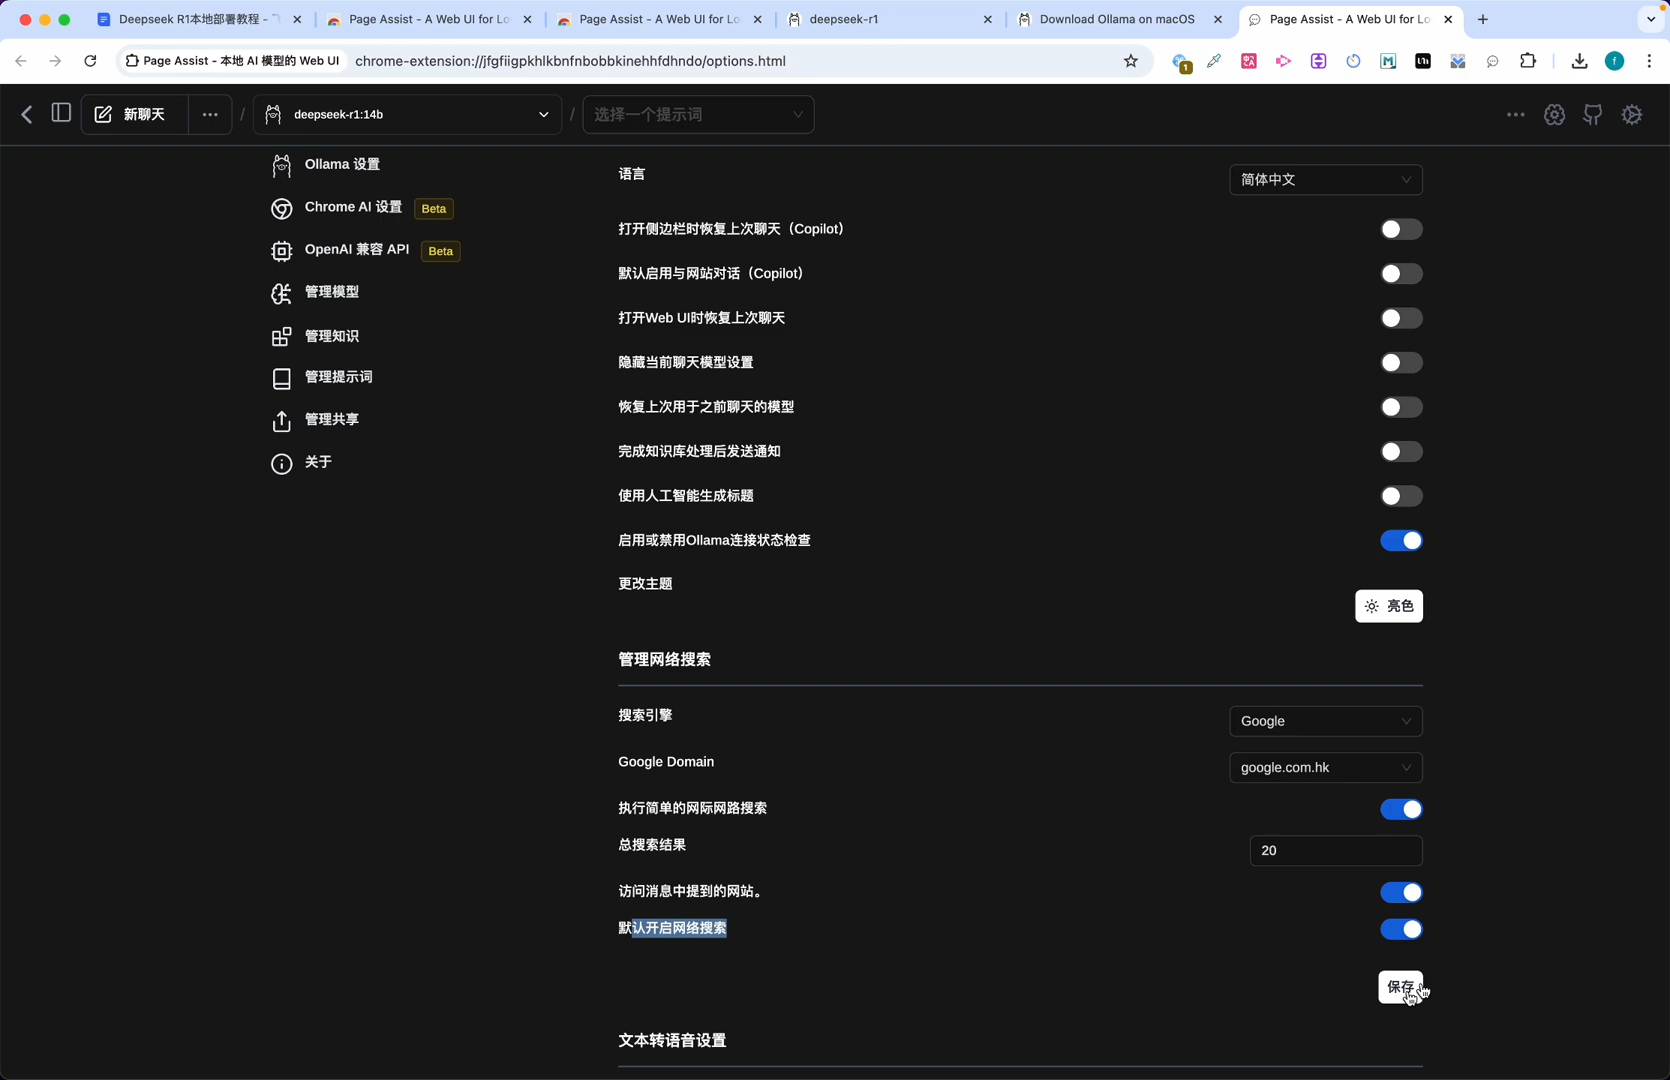 Deepseek R1本地部署教程 -
Page Assist - A Web UI for Lo
Page Assist - A Web UI for Lo
deepseek-r1
Download Ollama on macOS
Page Assist - A Web UI for Lo
Page Assist - 本地 AI 模型的 Web UI
chrome-extension://jfgfiigpkhlkbnfnbobbkinehhfdhndo/options.html
1
f
新聊天
deepseek-r1:14b
选择一个提示词
Ollama 设置
Chrome AI 设置 Beta
OpenAI 兼容 API Beta
管理模型
管理知识
管理提示词
管理共享
关于
语言
简体中文
打开侧边栏时恢复上次聊天（Copilot）
默认启用与网站对话（Copilot）
打开Web UI时恢复上次聊天
隐藏当前聊天模型设置
恢复上次用于之前聊天的模型
完成知识库处理后发送通知
使用人工智能生成标题
启用或禁用Ollama连接状态检查
更改主题
亮色
管理网络搜索
搜索引擎
Google
Google Domain
google.com.hk
执行简单的网际网路搜索
总搜索结果
20
访问消息中提到的网站。
默认开启网络搜索
保存
文本转语音设置